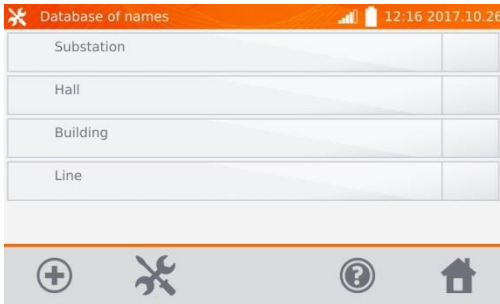 Database of names 12:16 2017.10.26
Substation
Hall
Building
Line